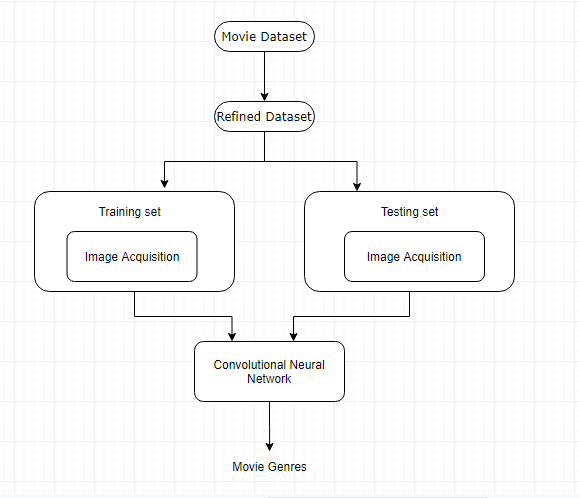 Movie Dataset
Refined Dataset
Training set
Testing set
Image Acquisition
Image Acquisition
Convolutional Neural
Network
Movie Genres